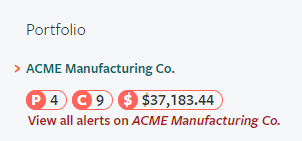 Portfolio
> ACME Manufacturing Co.
P 4 C 9 $ $37,183.44
View all alerts on ACME Manufacturing Co.